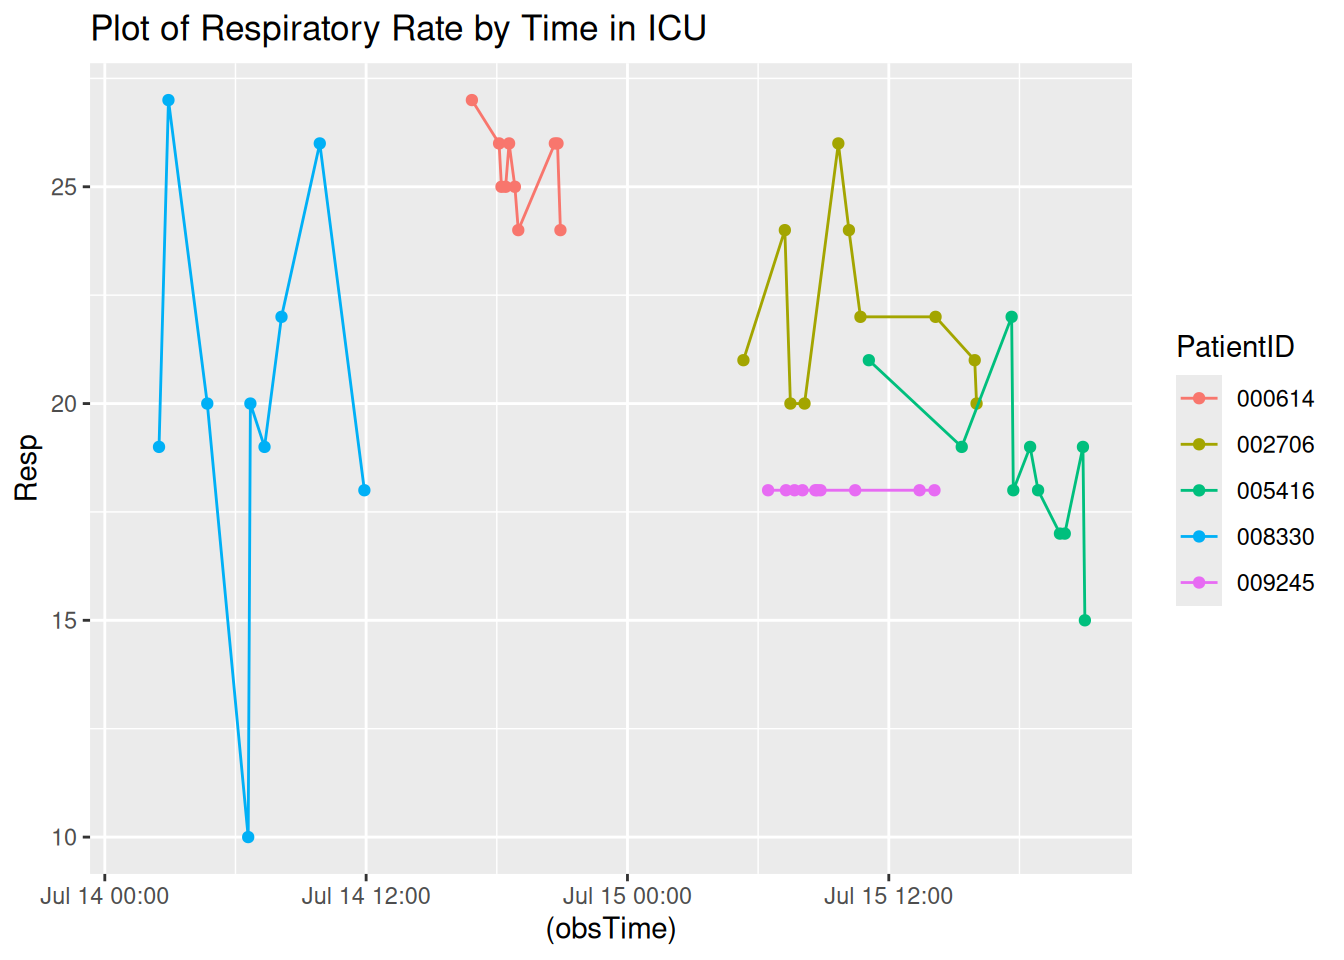 Plot of Respiratory Rate by Time in ICU
25
20
15
10
Resp
Jul 14 00:00
Jul 14 12:00
Jul 15 00:00
Jul 15 12:00
(obsTime)
PatientID
000614
002706
005416
008330
009245